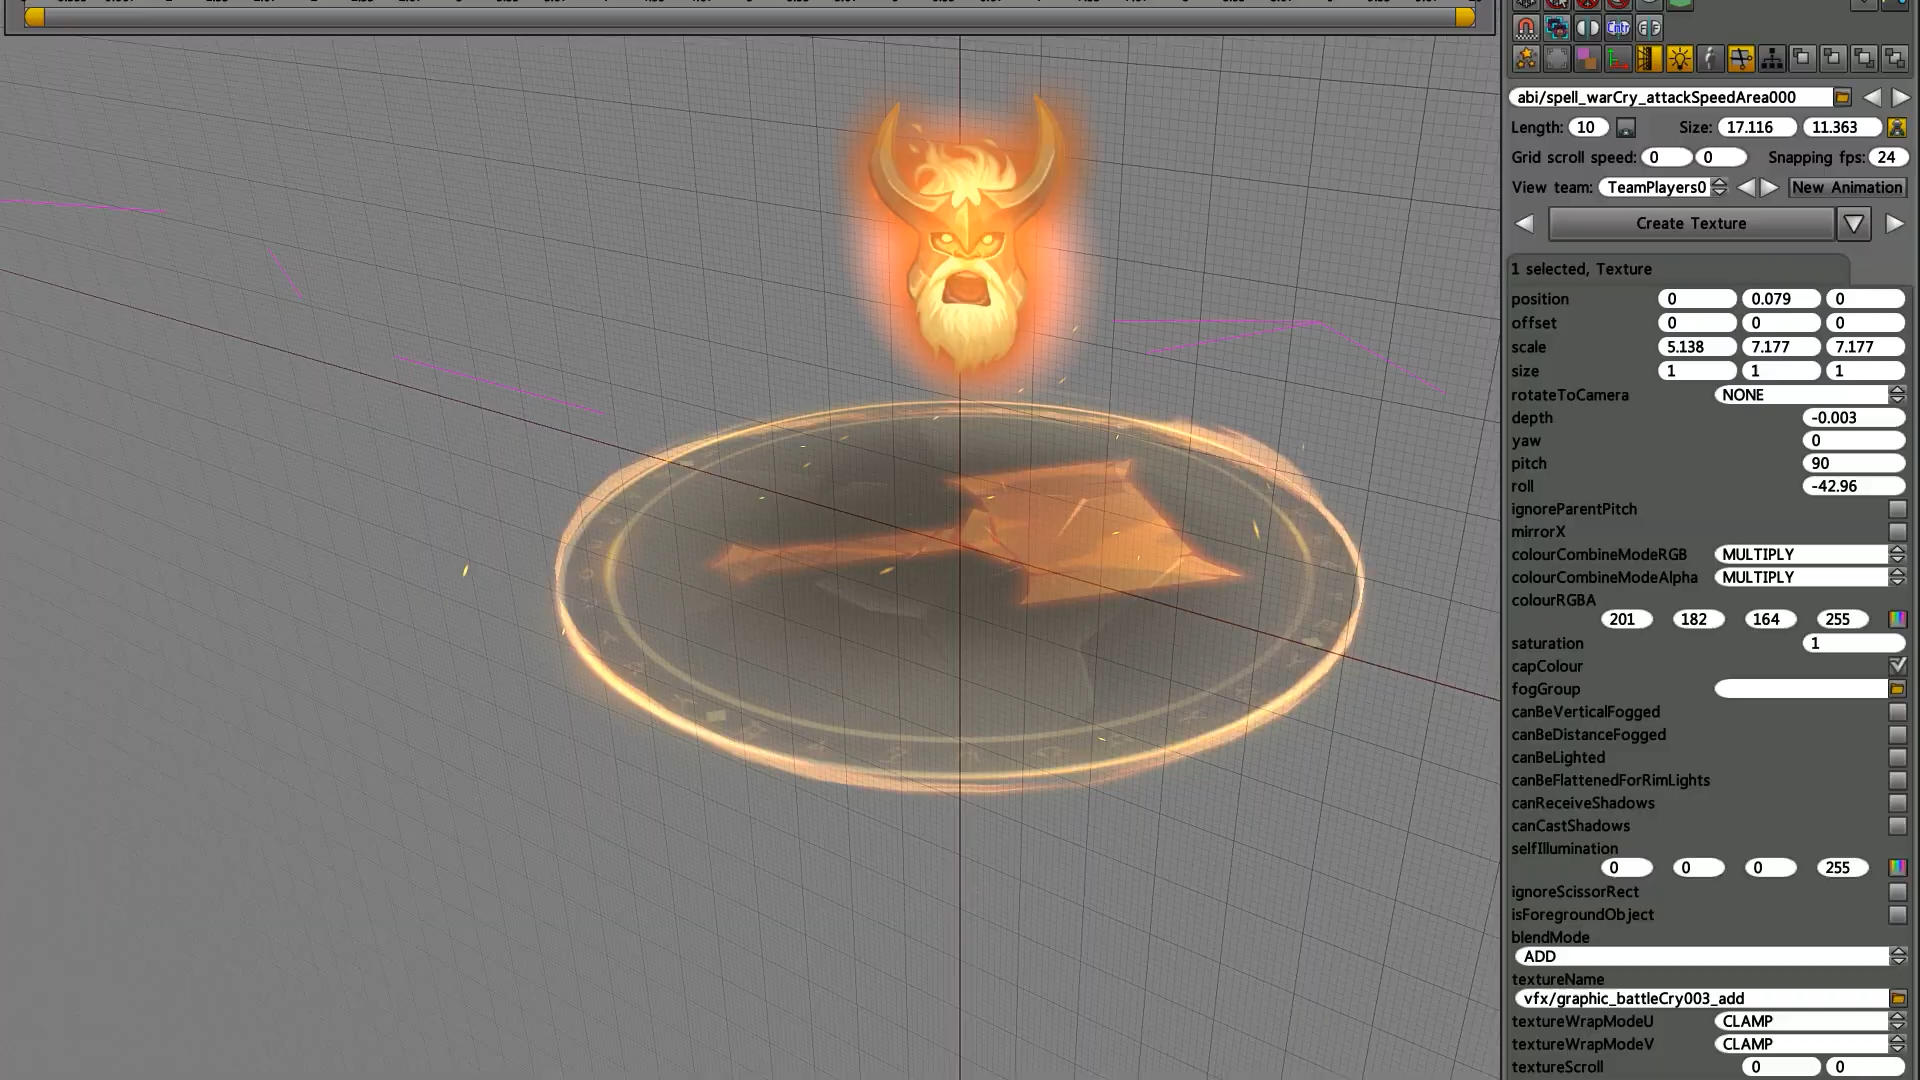 Cntr
abi/spell_warCry_attackSpeedArea000
Length: 10 Size: 17.116 11.363
Grid scroll speed: 0 0 Snapping fps: 24
View team: TeamPlayers0 New Animation
Create Texture
1 selected, Texture
position 0 0.079 0
offset 0 0 0
scale 5.138 7.177 7.177
size 1 1 1
rotateToCamera NONE
depth -0.003
yaw 0
pitch 90
roll -42.96
ignoreParentPitch
mirrorX
colourCombineModeRGB MULTIPLY
colourCombineModeAlpha MULTIPLY
colourRGBA
201 182 164 255
saturation 1
capColour
fogGroup
canBeVerticalFogged
canBeDistanceFogged
canBeLighted
canBeFlattenedForRimLights
canReceiveShadows
canCastShadows
selfIllumination
0 0 0 255
ignoreScissorRect
isForegroundObject
blendMode
ADD
textureName
vfx/graphic_battleCry003_add
textureWrapModeU CLAMP
textureWrapModeV CLAMP
textureScroll 0 0